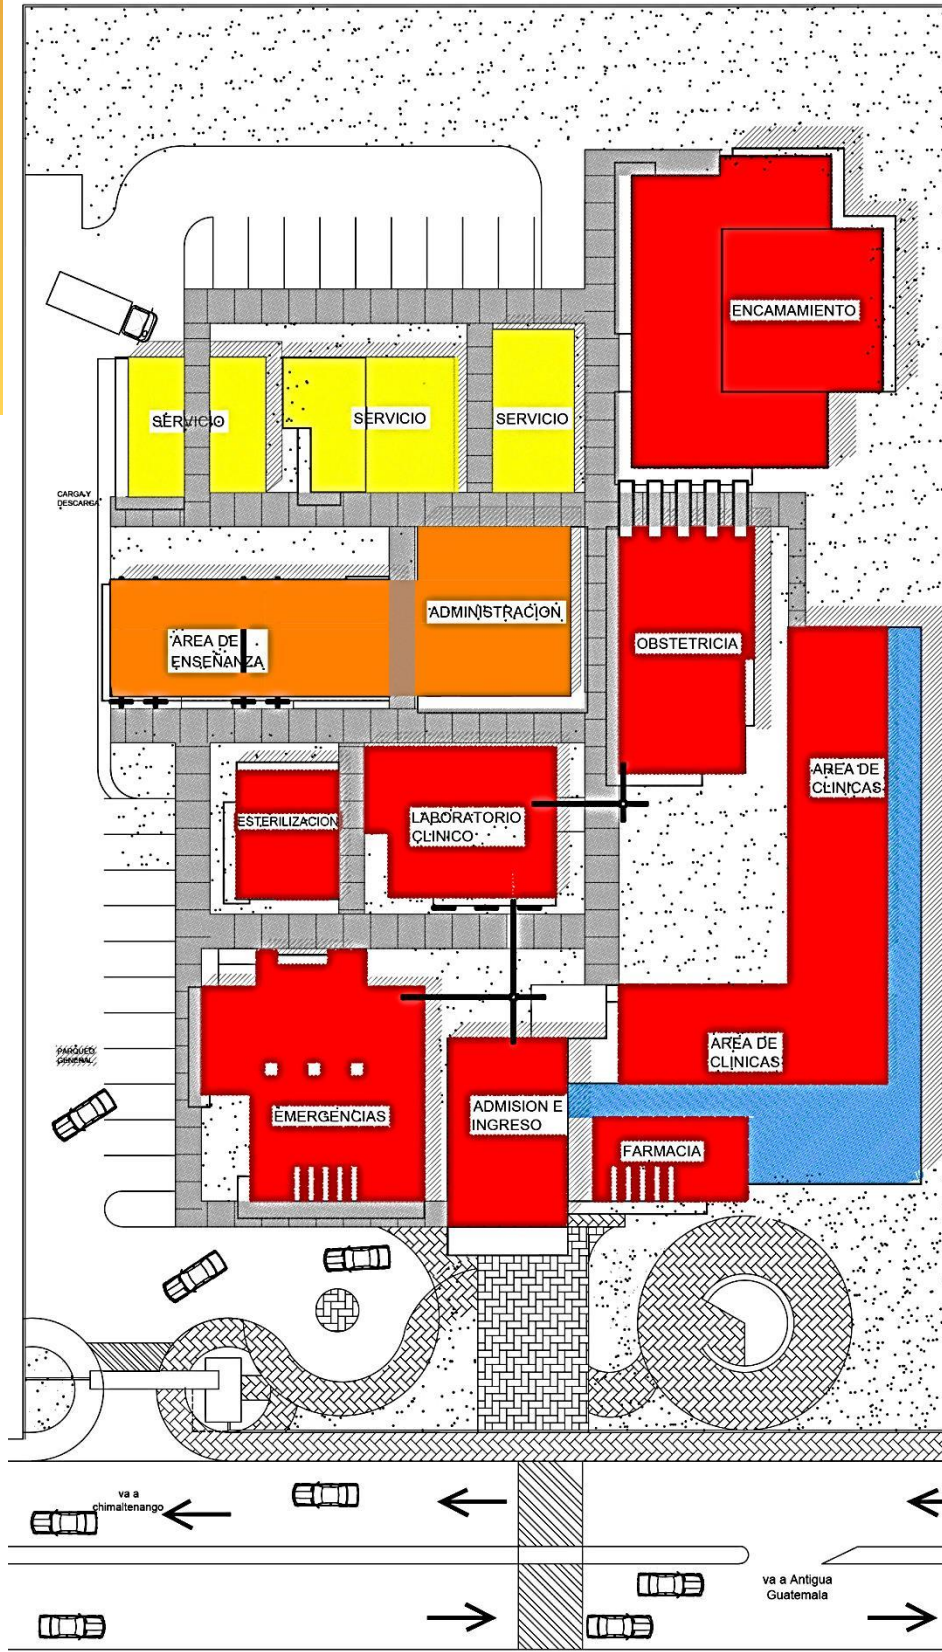 ENCAMAMIENTO
SERVICIO
SERVICIO
SERVICIO
CARGA Y
DESCARGA
ADMINISTRACION
AREA DE
ENSEÑANZA
OBSTETRICIA
AREA DE
CLINICAS
ESTERILIZACION
LABORATORIO
CLINICO
PARQUEO
GENERAL
AREA DE
CLINICAS
EMERGENCIAS
ADMISION E
INGRESO
FARMACIA
va a
chimaltenango
va a Antigua
Guatemala